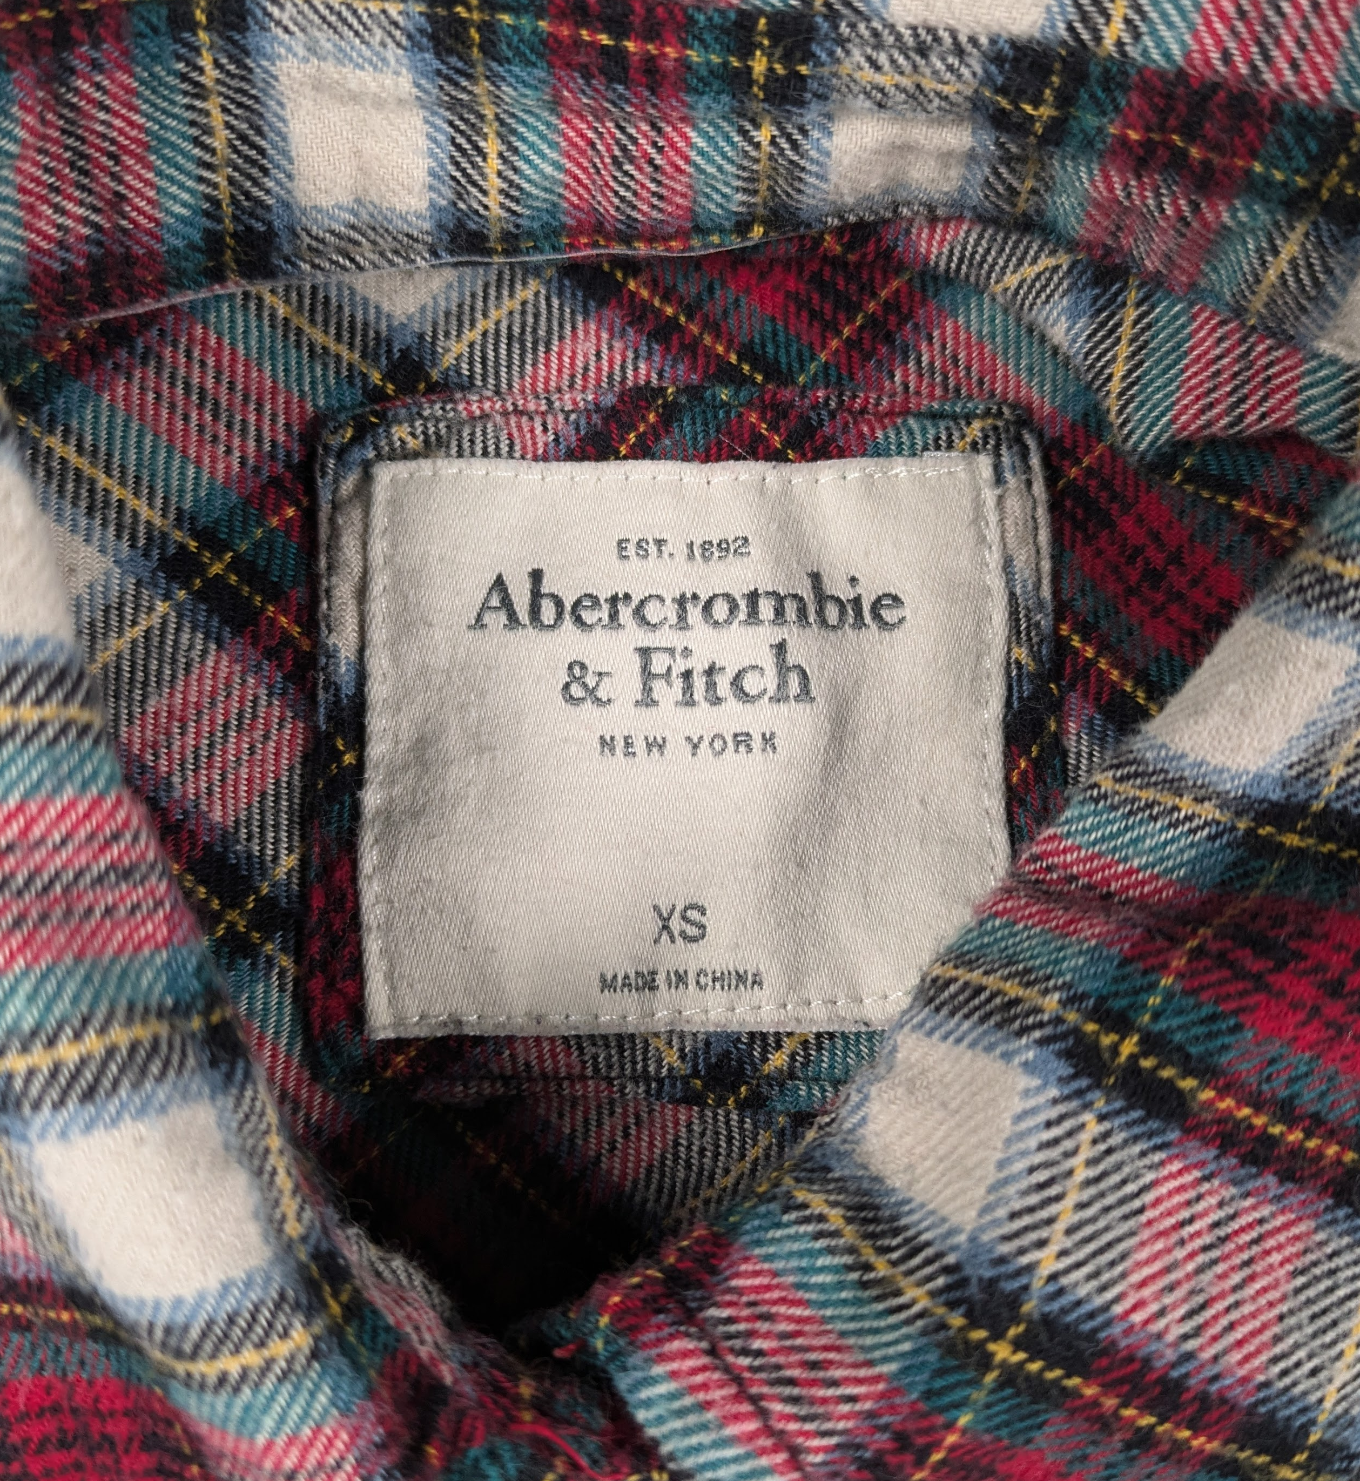 EST. 1892
Abercrombie
& Fitch
NEW YORK
XS
MADE IN CHINA